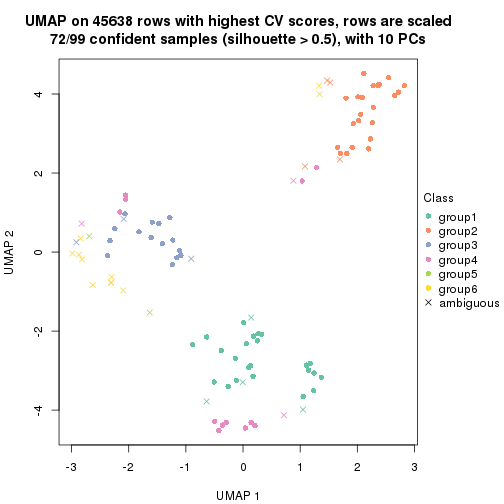 UMAP on 45638 rows with highest CV scores, rows are scaled
72/99 confident samples (silhouette > 0.5), with 10 PCs
4
2
0
-2
-4
UMAP 2
-3
-2
-1
0
1
2
3
UMAP 1
Class
group1
group2
group3
group4
group5
group6
ambiguous